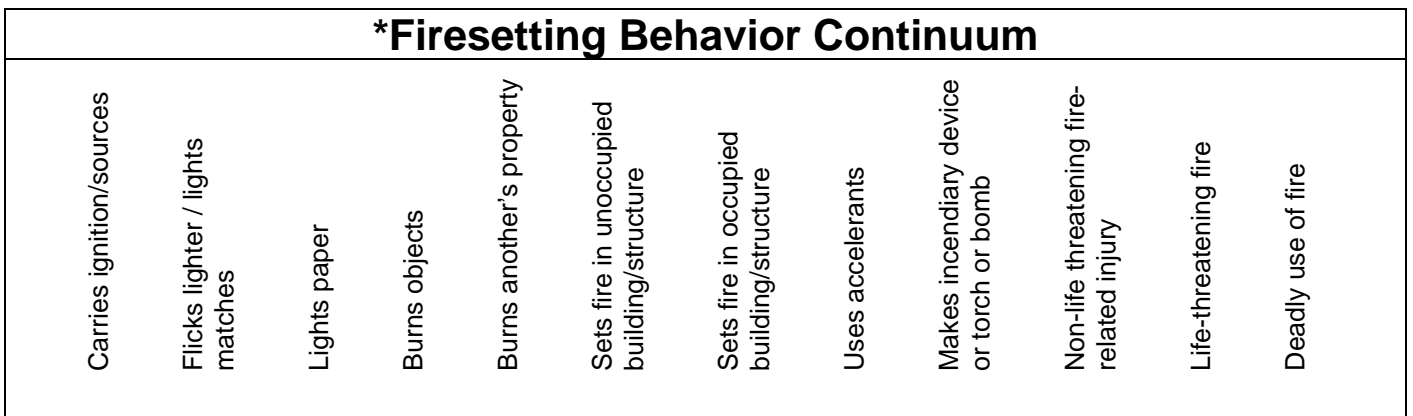 *Firesetting Behavior Continuum
Carries ignition/sources
Flicks lighter / lights
matches
Lights paper
Burns objects
Burns another's property
Sets fire in unoccupied
building/structure
Sets fire in occupied
building/structure
Uses accelerants
Makes incendiary device
or torch or bomb
Non-life threatening fire-
related injury
Life-threatening fire
Deadly use of fire